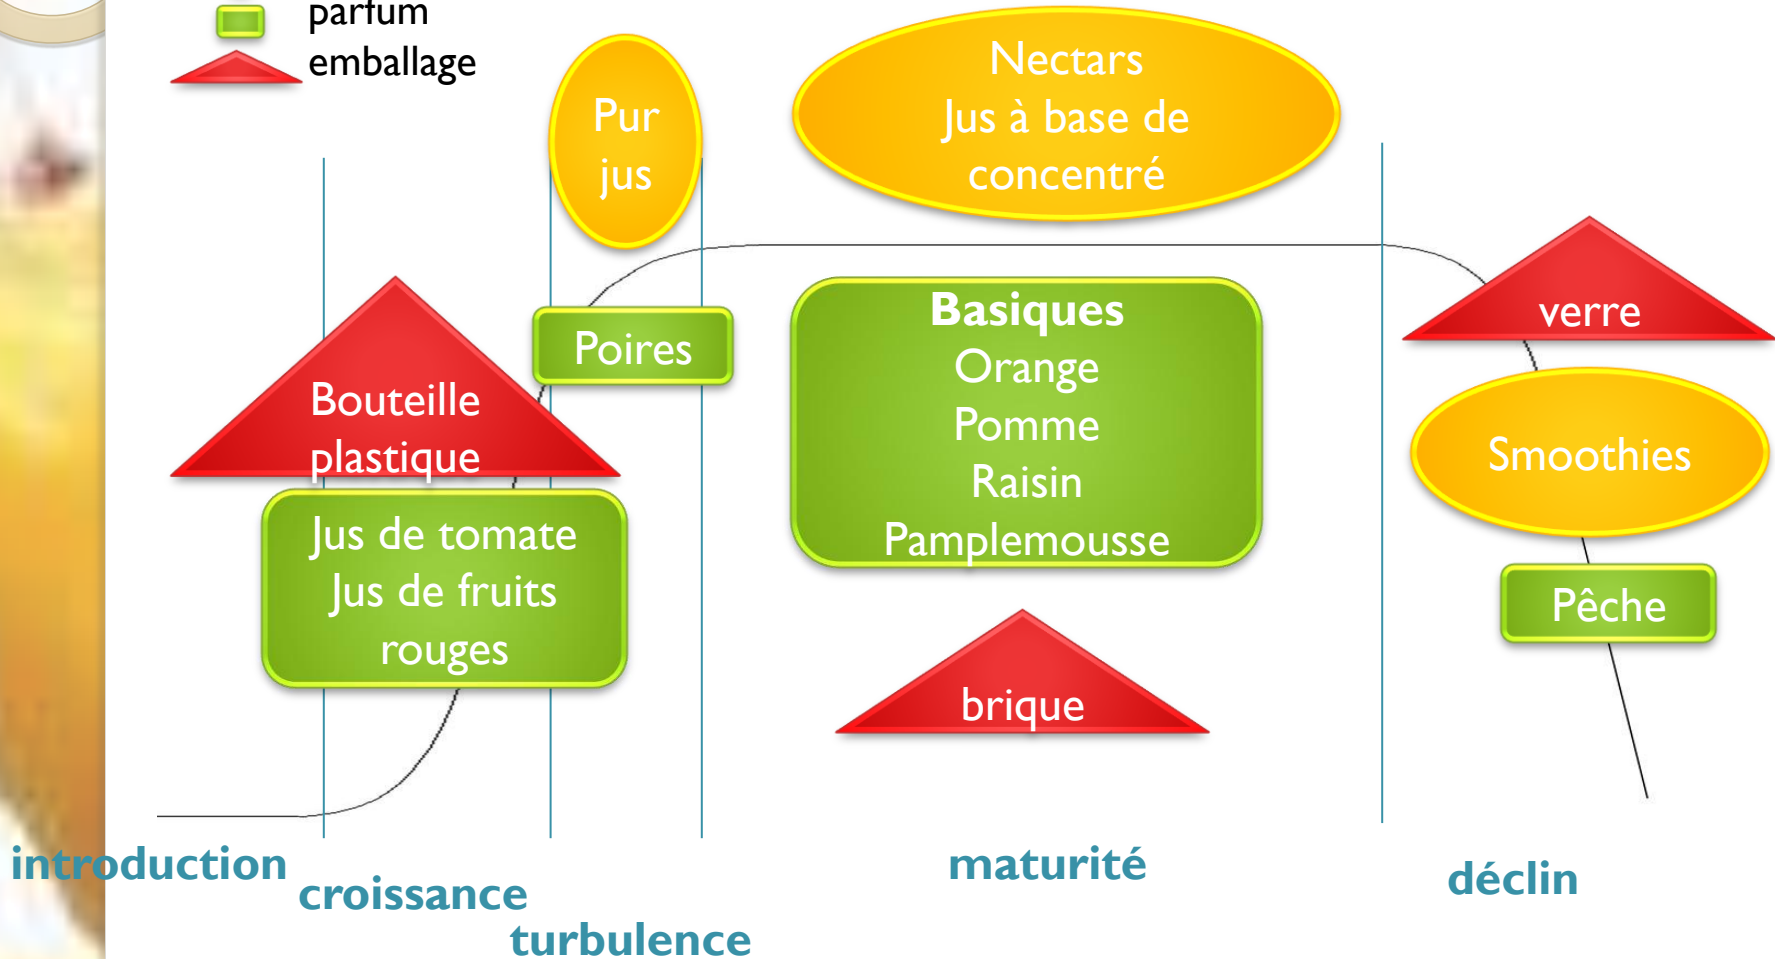 parfum
emballage
Pur
jus
Nectars
Jus à base de
concentré
Poires
Bouteille
plastique
Jus de tomate
Jus de fruits
rouges
Basiques
Orange
Pomme
Raisin
Pamplemousse
brique
verre
Smoothies
Pêche
introduction
croissance
turbulence
maturité
déclin